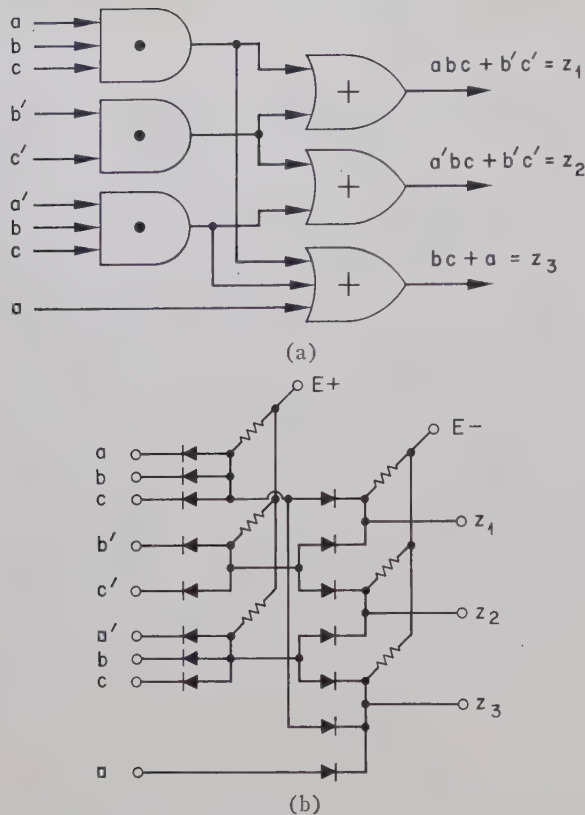 a
b
c
b'
c'
a'
b
c
a
•
•
•
+
+
+
abc + b'c' = z₁
a'bc + b'c' = z₂
bc + a = z₃
(a)
E+
E−
a
b
c
b'
c'
a'
b
c
a
z₁
z₂
z₃
(b)